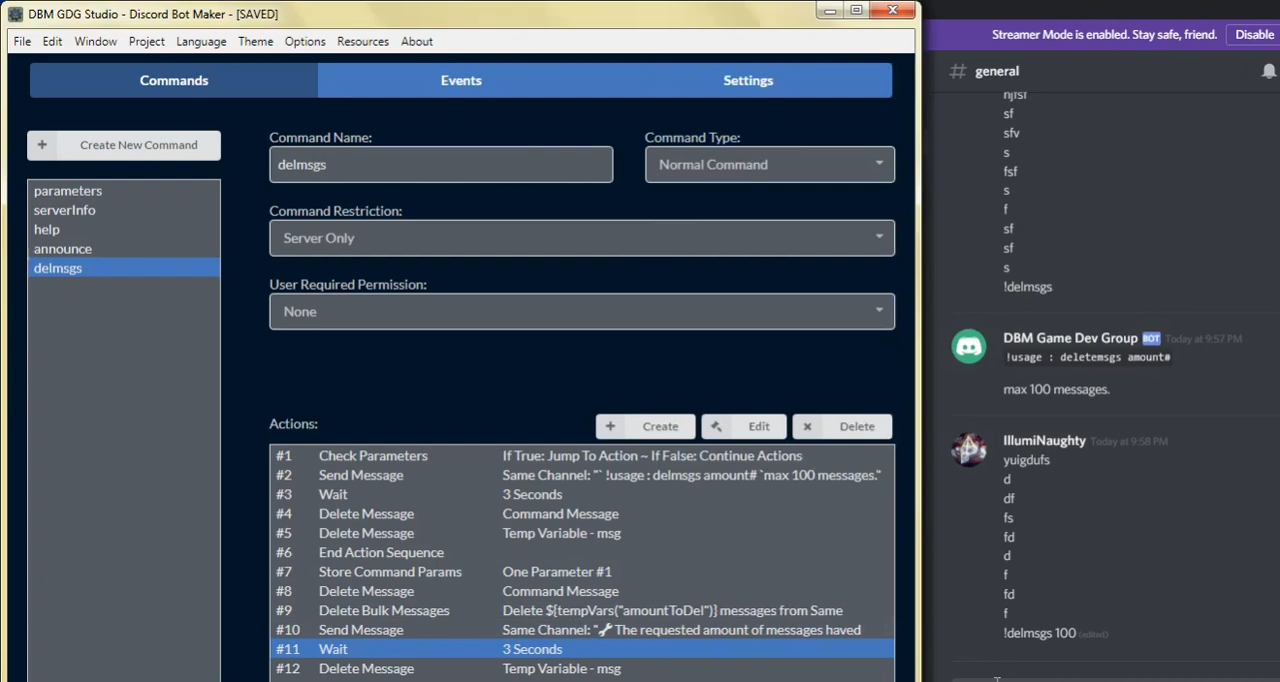 DBM GDG Studio - Discord Bot Maker - [SAVED]
File Edit Window Project Language Theme Options Resources About
Commands Events Settings
+ Create New Command
parameters
serverInfo
help
announce
delmsgs
Command Name:
delmsgs
Command Type:
Normal Command
Command Restriction:
Server Only
User Required Permission:
None
Actions:
+ Create
Edit
× Delete
#1 Check Parameters If True: Jump To Action ~ If False: Continue Actions
#2 Send Message Same Channel: "` !usage : delmsgs amount# `max 100 messages."
#3 Wait 3 Seconds
#4 Delete Message Command Message
#5 Delete Message Temp Variable - msg
#6 End Action Sequence
#7 Store Command Params One Parameter #1
#8 Delete Message Command Message
#9 Delete Bulk Messages Delete ${tempVars("amountToDel")} messages from Same
#10 Send Message Same Channel: "🔧The requested amount of messages haved
#11 Wait 3 Seconds
#12 Delete Message Temp Variable - msg
Streamer Mode is enabled. Stay safe, friend. Disable
# general
sf
sfv
s
fsf
s
f
sf
sf
s
!delmsgs
DBM Game Dev Group BOT Today at 9:57 PM
!usage : deletemsgs amount#
max 100 messages.
IllumiNaughty Today at 9:58 PM
yuigdufs
d
df
fs
fd
d
f
fd
f
!delmsgs 100 (edited)